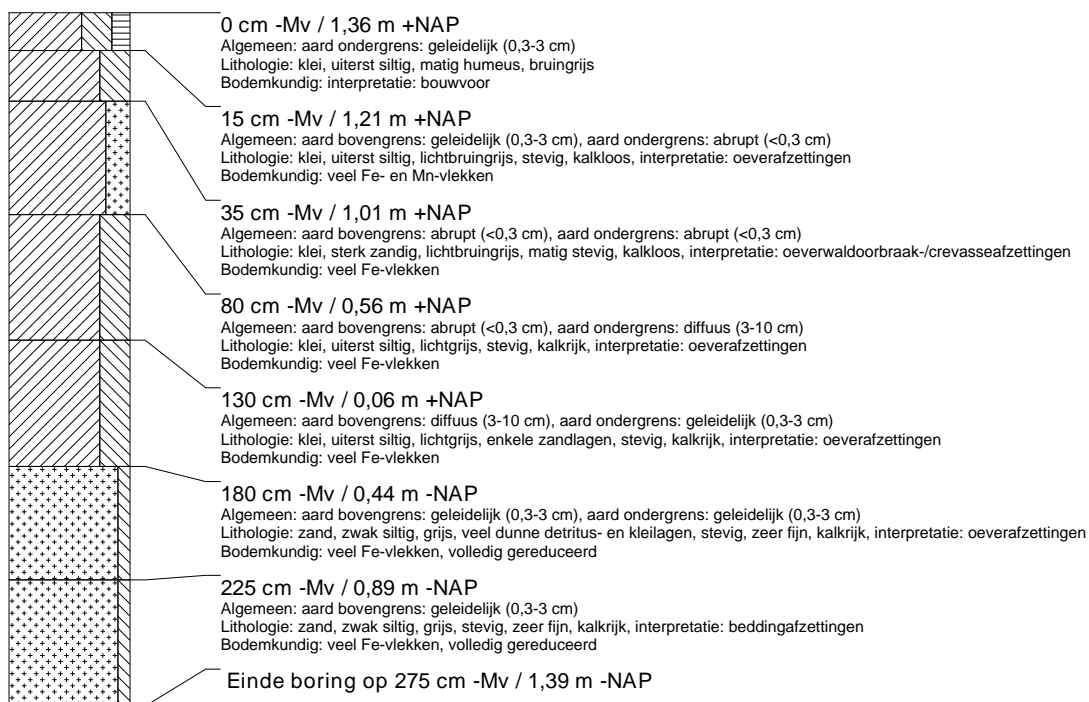 0 cm -Mv / 1,36 m +NAP
Algemeen: aard ondergrens: geleidelijk (0,3-3 cm)
Lithologie: klei, uiterst siltig, matig humeus, bruingrijs
Bodemkundig: interpretatie: bouwvoor
15 cm -Mv / 1,21 m +NAP
Algemeen: aard bovengrens: geleidelijk (0,3-3 cm), aard ondergrens: abrupt (<0,3 cm)
Lithologie: klei, uiterst siltig, lichtbruingrijs, stevig, kalkloos, interpretatie: oeverafzettingen
Bodemkundig: veel Fe- en Mn-vlekken
35 cm -Mv / 1,01 m +NAP
Algemeen: aard bovengrens: abrupt (<0,3 cm), aard ondergrens: abrupt (<0,3 cm)
Lithologie: klei, sterk zandig, lichtbruingrijs, matig stevig, kalkloos, interpretatie: oeverwaldoorbraak-/crevasseafzettingen
Bodemkundig: veel Fe-vlekken
80 cm -Mv / 0,56 m +NAP
Algemeen: aard bovengrens: abrupt (<0,3 cm), aard ondergrens: diffuus (3-10 cm)
Lithologie: klei, uiterst siltig, lichtgrijs, stevig, kalkrijk, interpretatie: oeverafzettingen
Bodemkundig: veel Fe-vlekken
130 cm -Mv / 0,06 m +NAP
Algemeen: aard bovengrens: diffuus (3-10 cm), aard ondergrens: geleidelijk (0,3-3 cm)
Lithologie: klei, uiterst siltig, lichtgrijs, enkele zandlagen, stevig, kalkrijk, interpretatie: oeverafzettingen
Bodemkundig: veel Fe-vlekken
180 cm -Mv / 0,44 m -NAP
Algemeen: aard bovengrens: geleidelijk (0,3-3 cm), aard ondergrens: geleidelijk (0,3-3 cm)
Lithologie: zand, zwak siltig, grijs, veel dunne detritus- en kleilagen, stevig, zeer fijn, kalkrijk, interpretatie: oeverafzettingen
Bodemkundig: veel Fe-vlekken, volledig gereduceerd
225 cm -Mv / 0,89 m -NAP
Algemeen: aard bovengrens: geleidelijk (0,3-3 cm)
Lithologie: zand, zwak siltig, grijs, stevig, zeer fijn, kalkrijk, interpretatie: beddingafzettingen
Bodemkundig: veel Fe-vlekken, volledig gereduceerd
Einde boring op 275 cm -Mv / 1,39 m -NAP